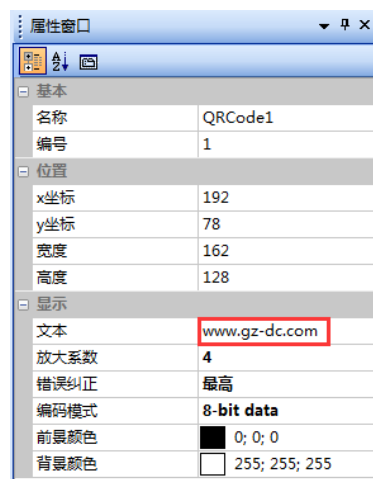 属性窗口
基本
名称 QRCode1
编号 1
位置
x坐标 192
y坐标 78
宽度 162
高度 128
显示
文本 www.gz-dc.com
放大系数 4
错误纠正 最高
编码模式 8-bit data
前景颜色 0; 0; 0
背景颜色 255; 255; 255